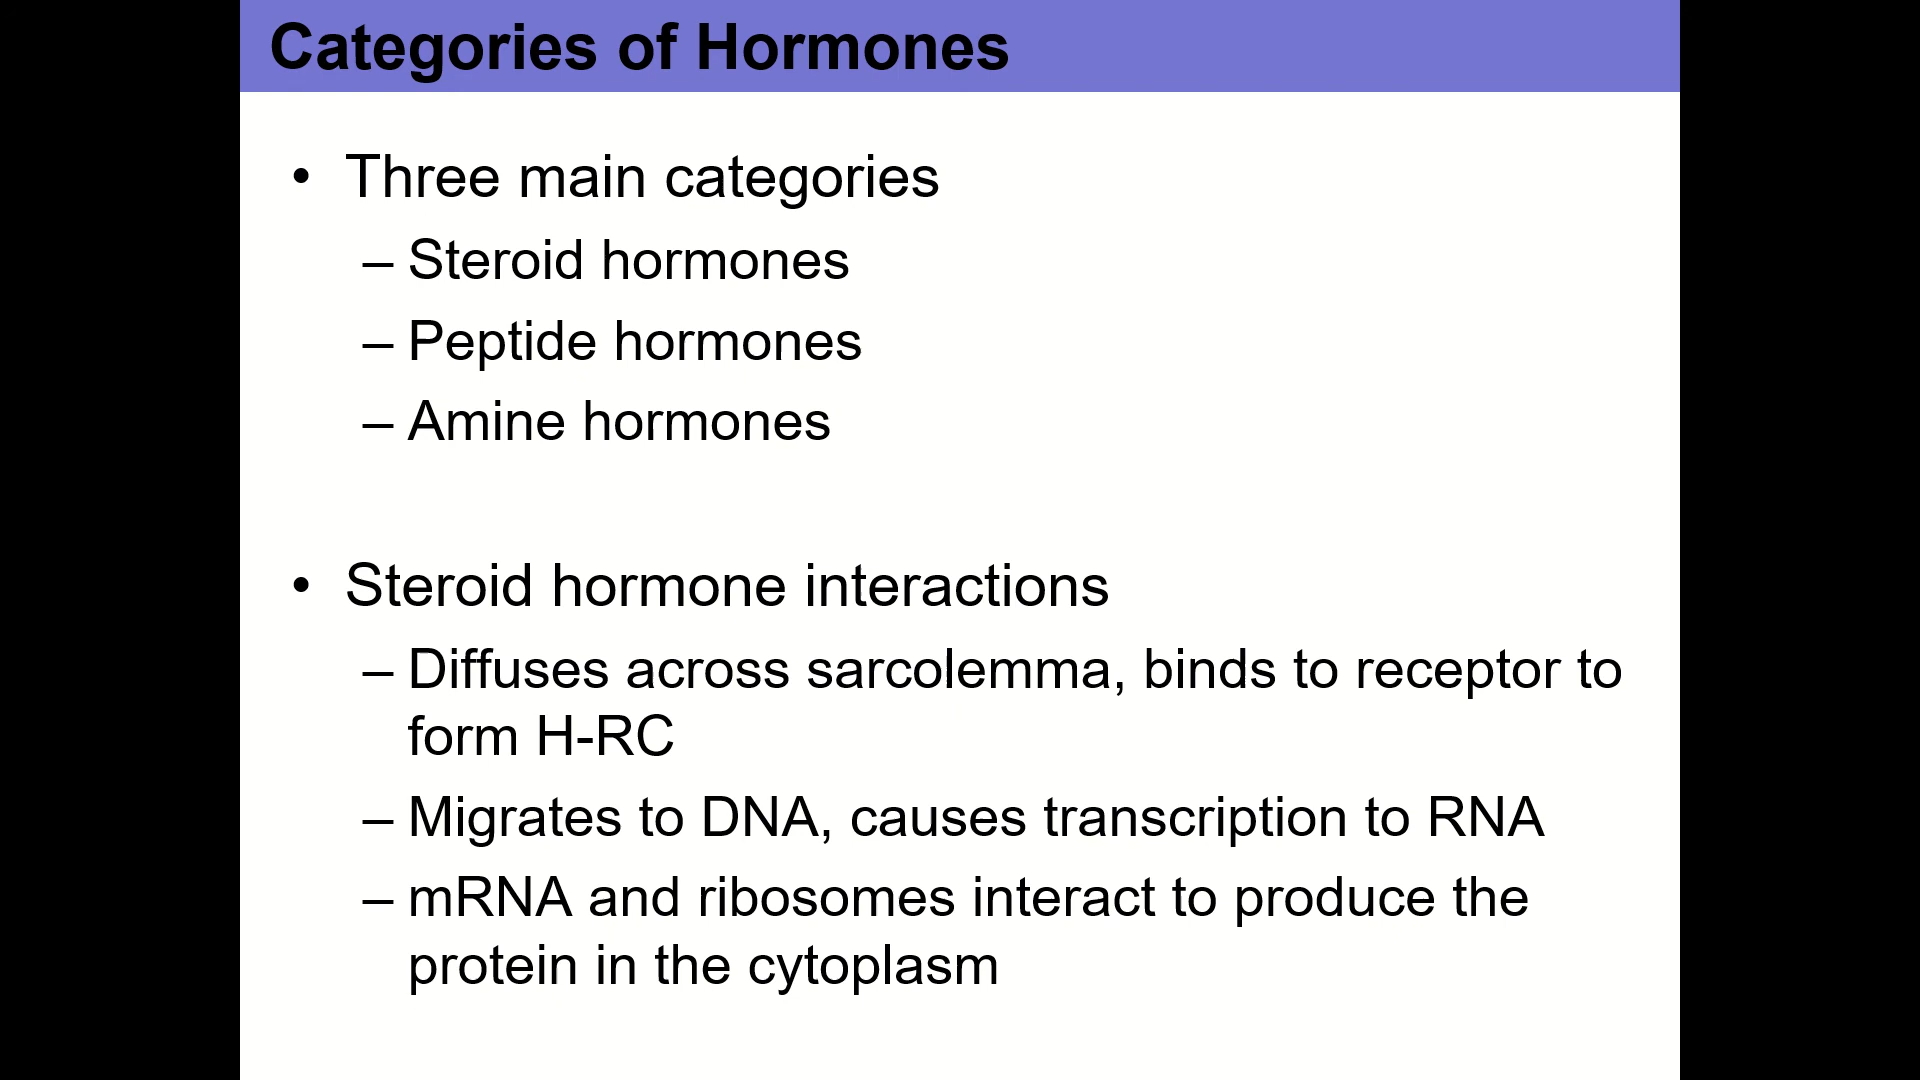 Categories of Hormones
• Three main categories
– Steroid hormones
– Peptide hormones
– Amine hormones
• Steroid hormone interactions
– Diffuses across sarcolemma, binds to receptor to
form H-RC
– Migrates to DNA, causes transcription to RNA
– mRNA and ribosomes interact to produce the
protein in the cytoplasm